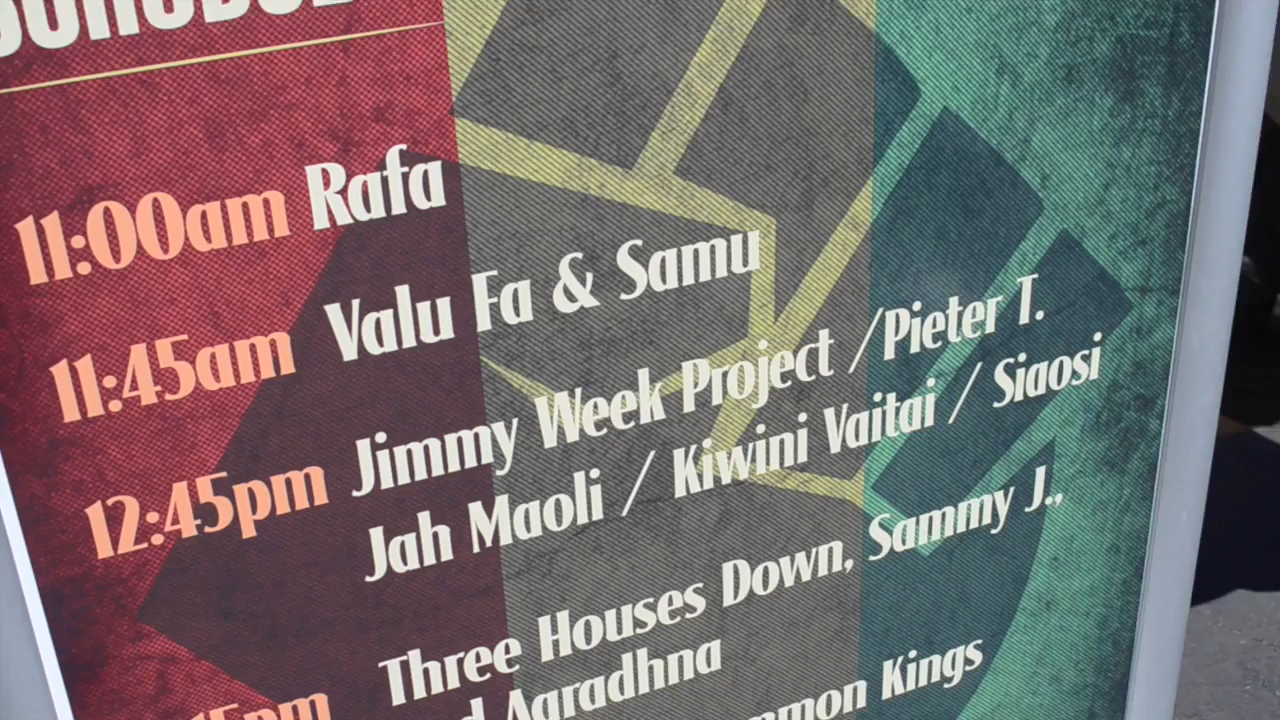 11:00am Rafa
11:45am Valu Fa & Samu
12:45pm Jimmy Week Project / Pieter T.
Jah Maoli / Kiwini Vaitai / Siaosi
Three Houses Down, Sammy J.,
Aaradhna
Kings